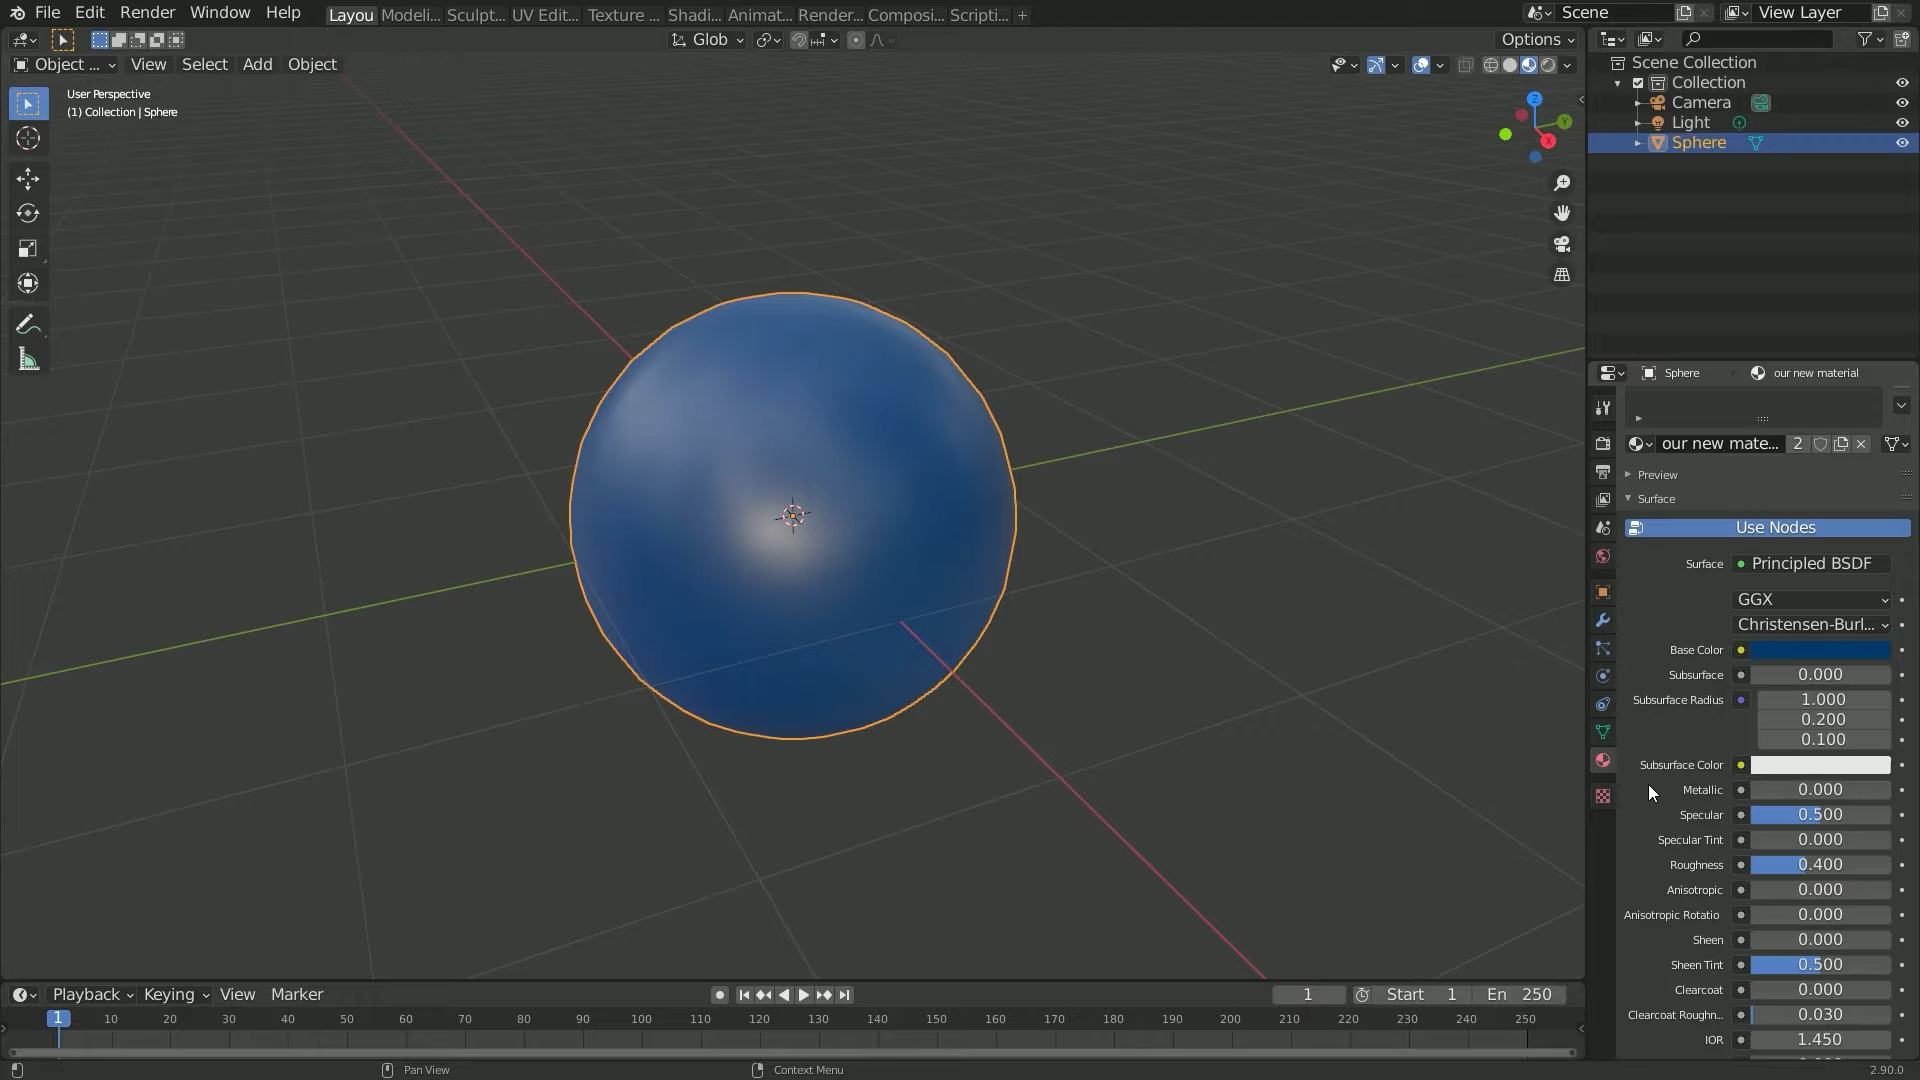 File Edit Render Window Help
Layou Modeli... Sculpt... UV Edit... Texture ... Shadi... Animat... Render... Composi... Scripti... +
Scene
View Layer
Glob
Options
Object ... View Select Add Object
User Perspective
(1) Collection | Sphere
Z
Y
X
Scene Collection
Collection
Camera
Light
Sphere
Sphere
our new material
our new mate... 2
Preview
Surface
Use Nodes
Surface Principled BSDF
GGX
Christensen-Burl...
Base Color
Subsurface 0.000
Subsurface Radius 1.000
0.200
0.100
Subsurface Color
Metallic 0.000
Specular 0.500
Specular Tint 0.000
Roughness 0.400
Anisotropic 0.000
Anisotropic Rotatio 0.000
Sheen 0.000
Sheen Tint 0.500
Clearcoat 0.000
Clearcoat Roughn... 0.030
IOR 1.450
Playback Keying View Marker
1 Start 1 En 250
1 10 20 30 40 50 60 70 80 90 100 110 120 130 140 150 160 170 180 190 200 210 220 230 240 250
Pan View
Context Menu
2.90.0